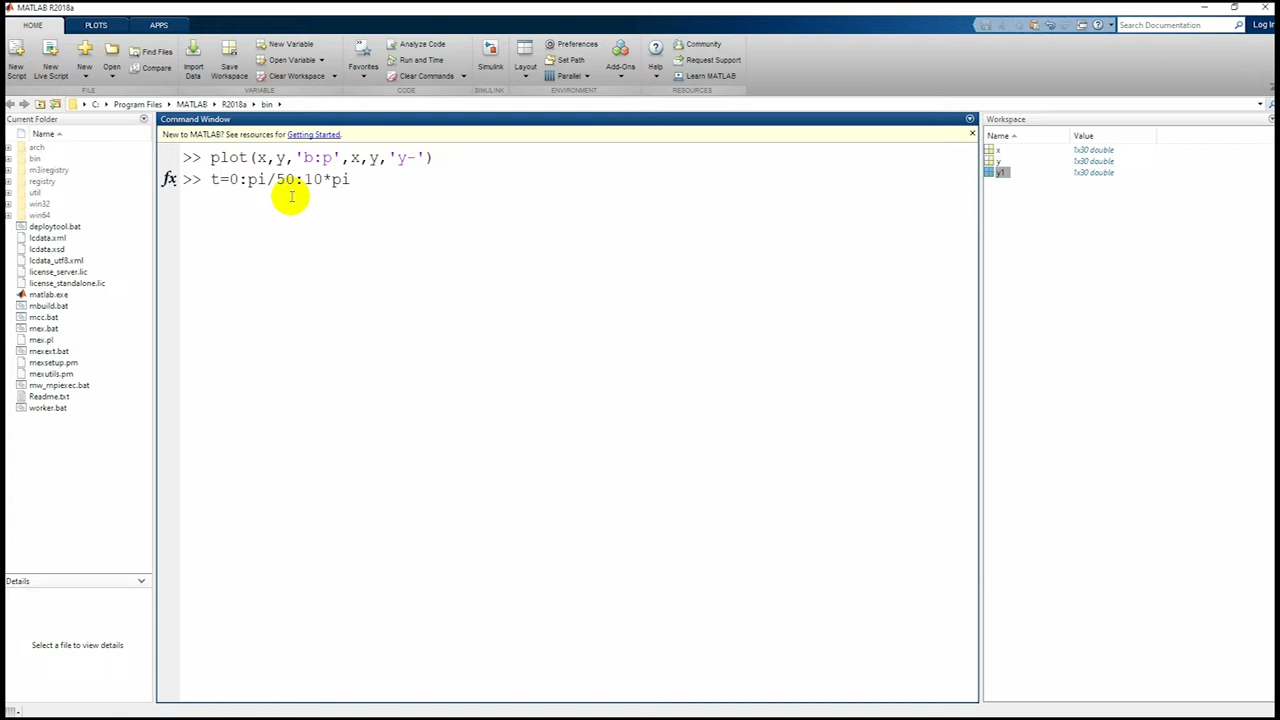 MATLAB R2018a
HOME PLOTS APPS
Search Documentation Log In
New Script
New Live Script
New
Open
Find Files
Compare
Import Data
Save Workspace
New Variable
Open Variable
Clear Workspace
Favorites
Analyze Code
Run and Time
Clear Commands
Simulink
Layout
Preferences
Set Path
Parallel
Add-Ons
Help
Community
Request Support
Learn MATLAB
FILE VARIABLE CODE SIMULINK ENVIRONMENT RESOURCES
C: Program Files MATLAB R2018a bin
Current Folder
Name
arch
bin
m3iregistry
registry
util
win32
win64
deploytool.bat
lcdata.xml
lcdata.xsd
lcdata_utf8.xml
license_server.lic
license_standalone.lic
matlab.exe
mbuild.bat
mcc.bat
mex.bat
mex.pl
mexext.bat
mexsetup.pm
mexutils.pm
mw_mpiexec.bat
Readme.txt
worker.bat
Details
Select a file to view details
Command Window
New to MATLAB? See resources for Getting Started.
>> plot(x,y,'b:p',x,y,'y-')
fx >> t=0:pi/50:10*pi
Workspace
Name Value
x 1x30 double
y 1x30 double
y1 1x30 double